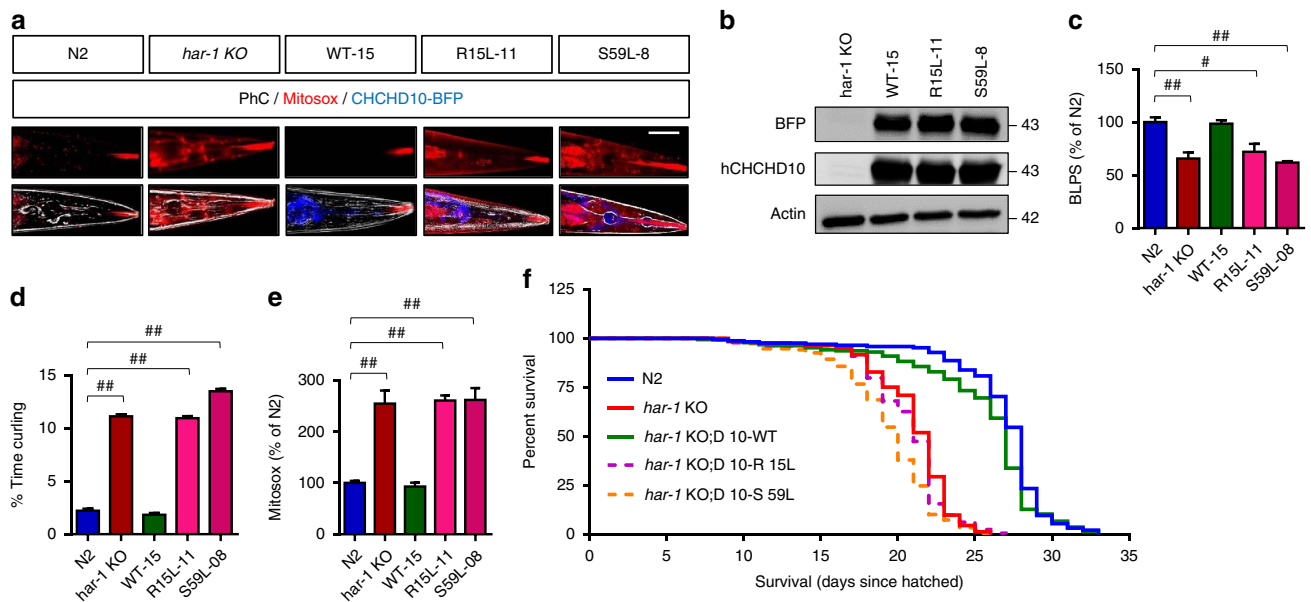 a
N2
har-1 KO
WT-15
R15L-11
S59L-8
PhC / Mitosox / CHCHD10-BFP
b
har-1 KO
WT-15
R15L-11
S59L-8
BFP
43
hCHCHD10
43
Actin
42
c
##
#
##
BLPS (% of N2)
150
100
50
0
N2
har-1 KO
WT-15
R15L-11
S59L-08
d
##
##
##
% Time curling
15
10
5
0
N2
har-1 KO
WT-15
R15L-11
S59L-08
e
##
##
##
Mitosox (% of N2)
300
200
100
0
N2
har-1 KO
WT-15
R15L-11
S59L-08
f
Percent survival
100
75
50
25
0
N2
har-1 KO
har-1 KO;D 10-WT
har-1 KO;D 10-R 15L
har-1 KO;D 10-S 59L
0 5 10 15 20 25 30 35
Survival (days since hatched)